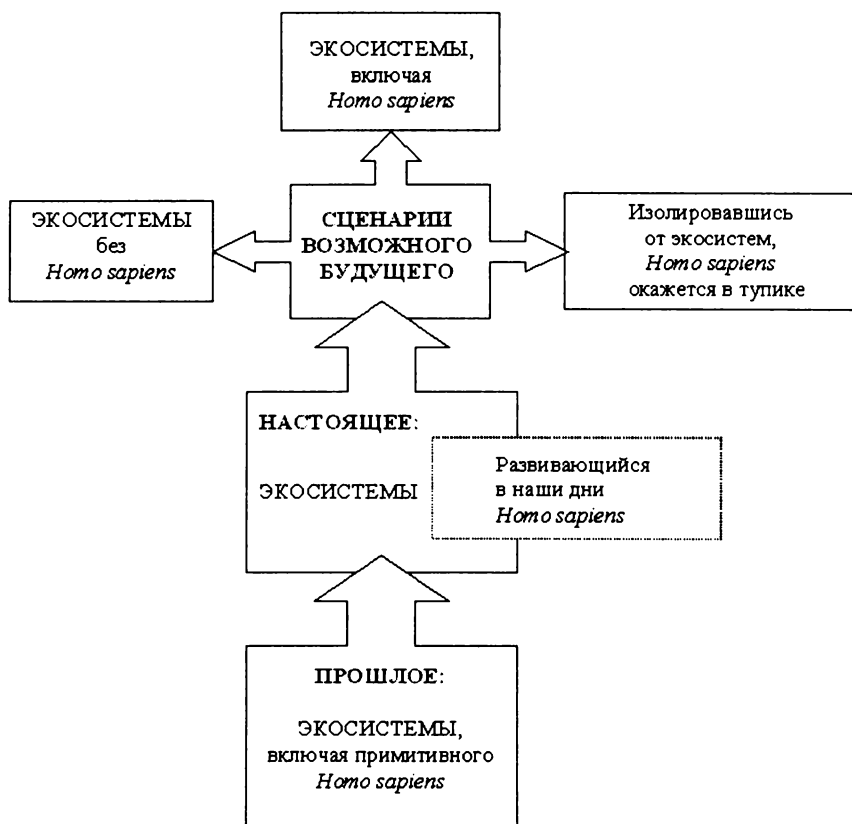 ЭКОСИСТЕМЫ,
включая
Homo sapiens
ЭКОСИСТЕМЫ
без
Homo sapiens
СЦЕНАРИИ
ВОЗМОЖНОГО
БУДУЩЕГО
Изолировавшись
от экосистем,
Homo sapiens
окажется в тупике
НАСТОЯЩЕЕ:
ЭКОСИСТЕМЫ
Развивающийся
в наши дни
Homo sapiens
ПРОШЛОЕ:
ЭКОСИСТЕМЫ,
включая примитивного
Homo sapiens